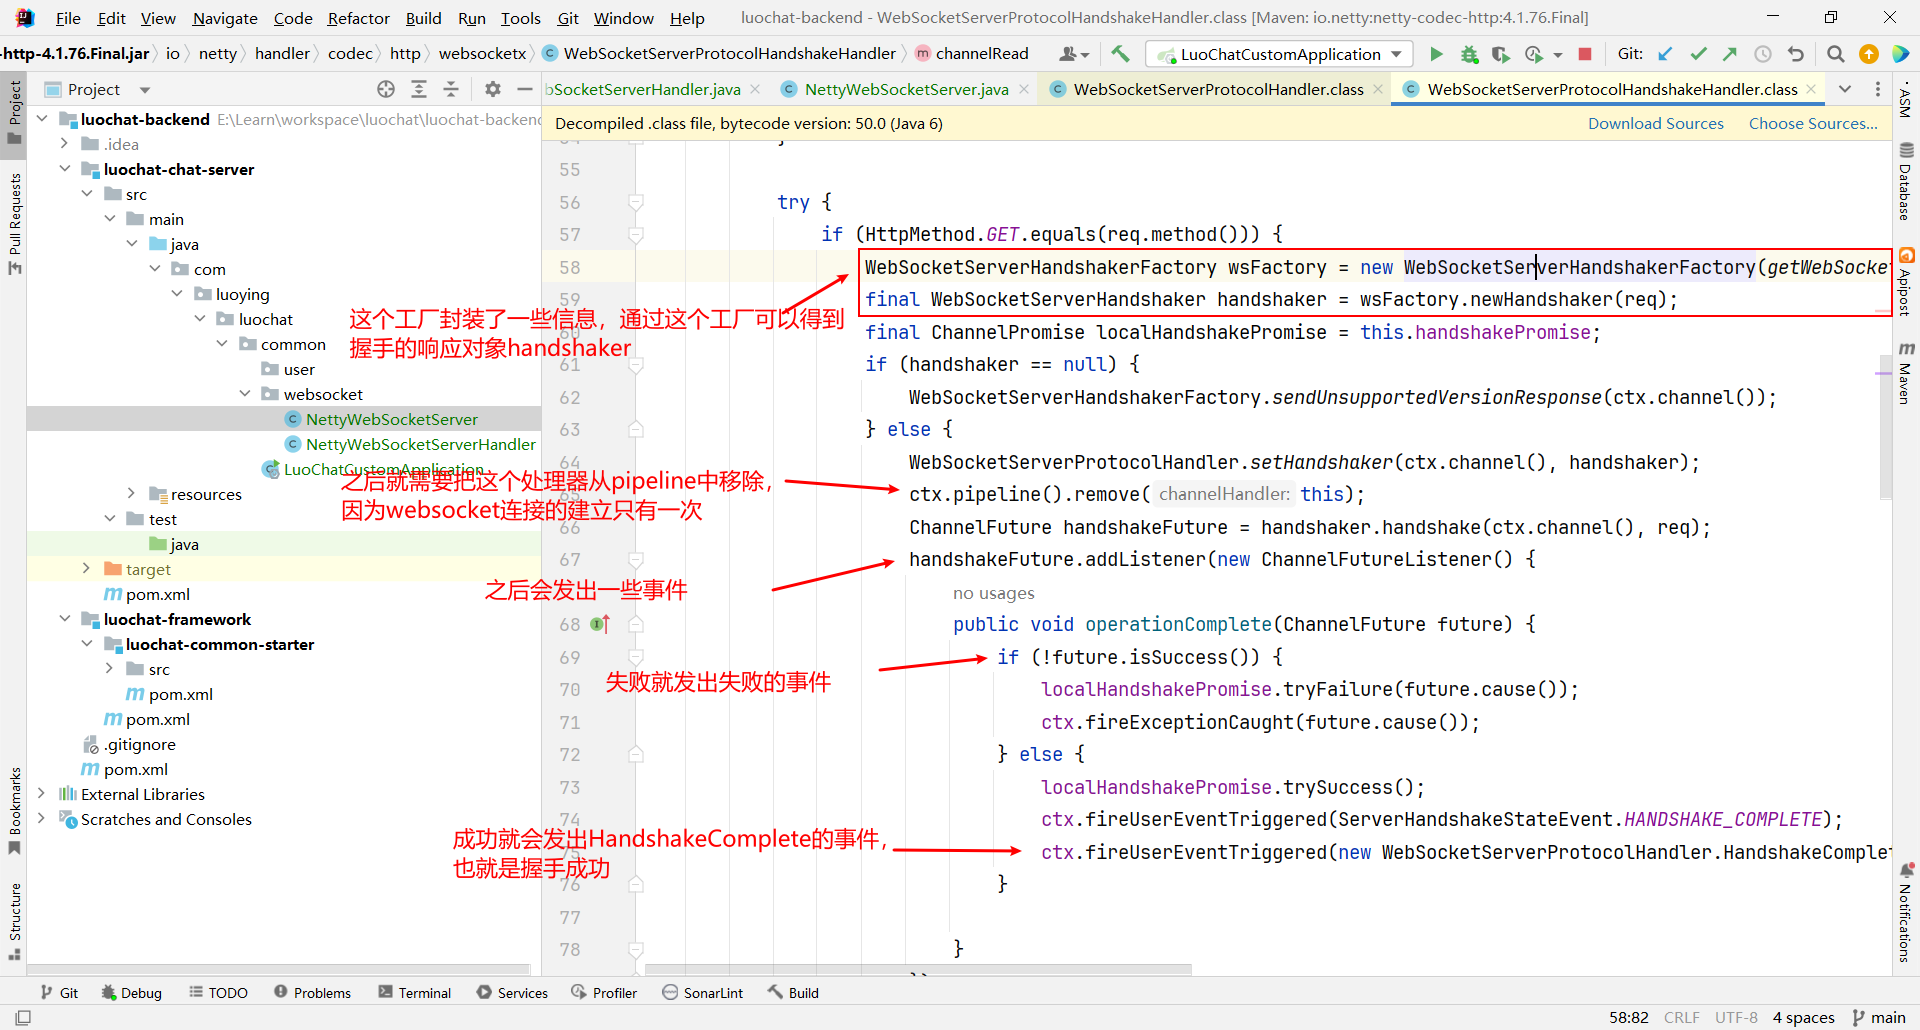 File Edit View Navigate Code Refactor Build Run Tools Git Window Help luochat-backend - WebSocketServerProtocolHandshakeHandler.class [Maven: io.netty:netty-codec-http:4.1.76.Final]
-http-4.1.76.Final.jar io netty handler codec http websocketx WebSocketServerProtocolHandshakeHandler channelRead LuoChatCustomApplication Git:
Project bSocketServerHandler.java NettyWebSocketServer.java WebSocketServerProtocolHandler.class WebSocketServerProtocolHandshakeHandler.class
Decompiled .class file, bytecode version: 50.0 (Java 6) Download Sources Choose Sources...
Project
Pull Requests
Bookmarks
Structure
luochat-backend E:\Learn\workspace\luochat\luochat-backend
.idea
luochat-chat-server
src
main
java
com
luoying
luochat
common
user
websocket
NettyWebSocketServer
NettyWebSocketServerHandler
LuoChatCustomApplication
resources
test
java
target
pom.xml
luochat-framework
luochat-common-starter
src
pom.xml
pom.xml
.gitignore
pom.xml
External Libraries
Scratches and Consoles
54 }
55
56 try {
57 if (HttpMethod.GET.equals(req.method())) {
58 WebSocketServerHandshakerFactory wsFactory = new WebSocketServerHandshakerFactory(getWebSocke
59 final WebSocketServerHandshaker handshaker = wsFactory.newHandshaker(req);
60 final ChannelPromise localHandshakePromise = this.handshakePromise;
61 if (handshaker == null) {
62 WebSocketServerHandshakerFactory.sendUnsupportedVersionResponse(ctx.channel());
63 } else {
64 WebSocketServerProtocolHandler.setHandshaker(ctx.channel(), handshaker);
65 ctx.pipeline().remove( channelHandler: this);
66 ChannelFuture handshakeFuture = handshaker.handshake(ctx.channel(), req);
67 handshakeFuture.addListener(new ChannelFutureListener() {
no usages
68 public void operationComplete(ChannelFuture future) {
69 if (!future.isSuccess()) {
70 localHandshakePromise.tryFailure(future.cause());
71 ctx.fireExceptionCaught(future.cause());
72 } else {
73 localHandshakePromise.trySuccess();
74 ctx.fireUserEventTriggered(ServerHandshakeStateEvent.HANDSHAKE_COMPLETE);
75 ctx.fireUserEventTriggered(new WebSocketServerProtocolHandler.HandshakeComplet
76 }
77
78 }
})
这个工厂封装了一些信息，通过这个工厂可以得到
握手的响应对象handshaker
之后就需要把这个处理器从pipeline中移除，
因为websocket连接的建立只有一次
之后会发出一些事件
失败就发出失败的事件
成功就会发出HandshakeComplete的事件，
也就是握手成功
ASM
Database
Apipost
Maven
Notifications
Git Debug TODO Problems Terminal Services Profiler SonarLint Build
58:82 CRLF UTF-8 4 spaces main